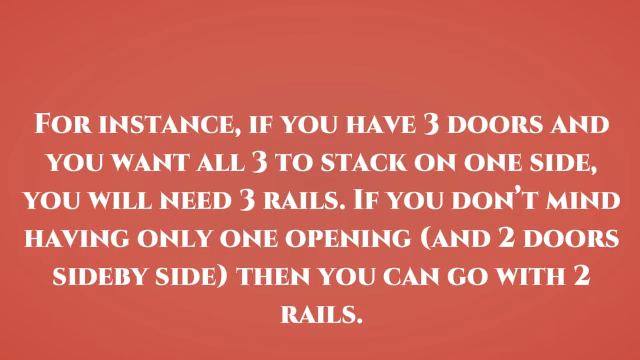 For instance, if you have 3 doors and
you want all 3 to stack on one side,
you will need 3 rails. If you don’t mind
having only one opening (and 2 doors
sideby side) then you can go with 2
rails.